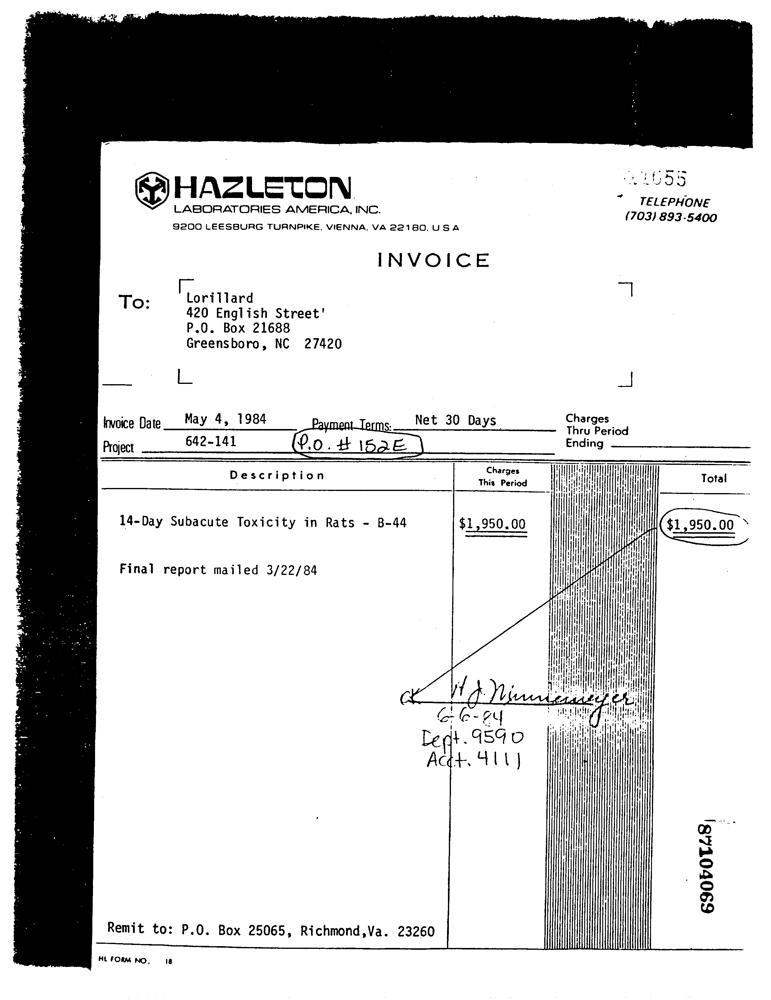 HAZLETON
LABORATORIES AMERICA, INC.
9200 LEESBURG TURNPIKE, VIENNA, VA 22180, U S A
TELEPHONE
(703) 893-5400
INVOICE
To:
Lorillard
420 English Street'
P.O. Box 21688
Greensboro, NC 27420
Invoice Date May 4, 1984 Payment Terms: Net 30 Days
Charges Thru Period Ending
Project 642-141 P.O. # 152E
Description Charges This Period Total
14-Day Subacute Toxicity in Rats - B-44 $1,950.00 $1,950.00
Final report mailed 3/22/84
6-6-84
Dept. 9590
Acct. 4111
87104069
Remit to: P.O. Box 25065, Richmond,Va. 23260
HL FORM NO. 18